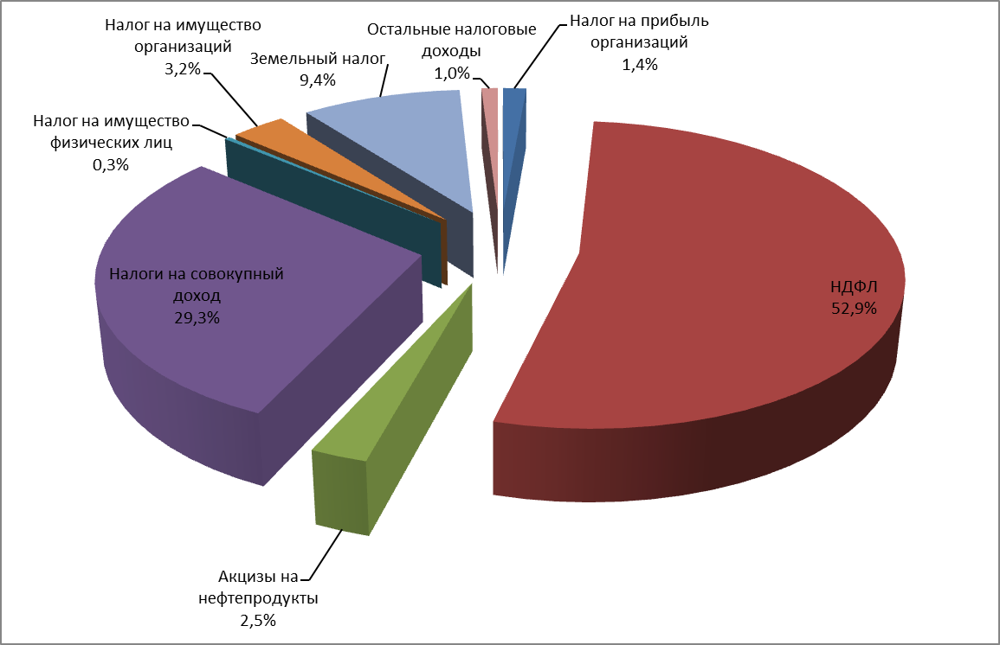 Налог на имущество
организаций
3,2%
Остальные налоговые
доходы
1,0%
Налог на прибыль
организаций
1,4%
Земельный налог
9,4%
Налог на имущество
физических лиц
0,3%
Налоги на совокупный
доход
29,3%
НДФЛ
52,9%
Акцизы на
нефтепродукты
2,5%